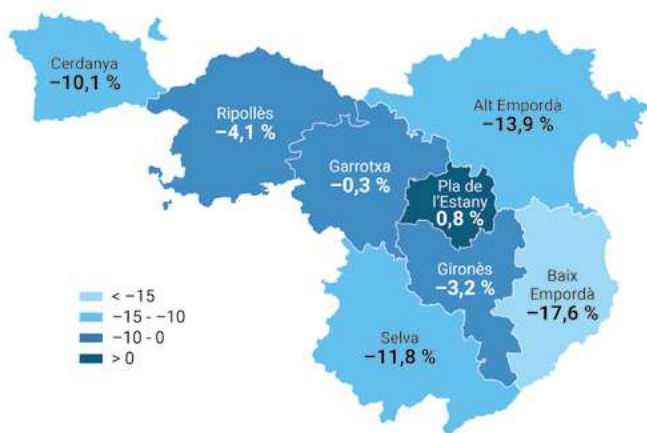 Cerdanya
−10,1 %
Ripollès
−4,1 %
Alt Empordà
−13,9 %
Garrotxa
−0,3 %
Pla de
l’Estany
0,8 %
Gironès
−3,2 %
Baix
Empordà
−17,6 %
Selva
−11,8 %
< −15
−15 - −10
−10 - 0
> 0